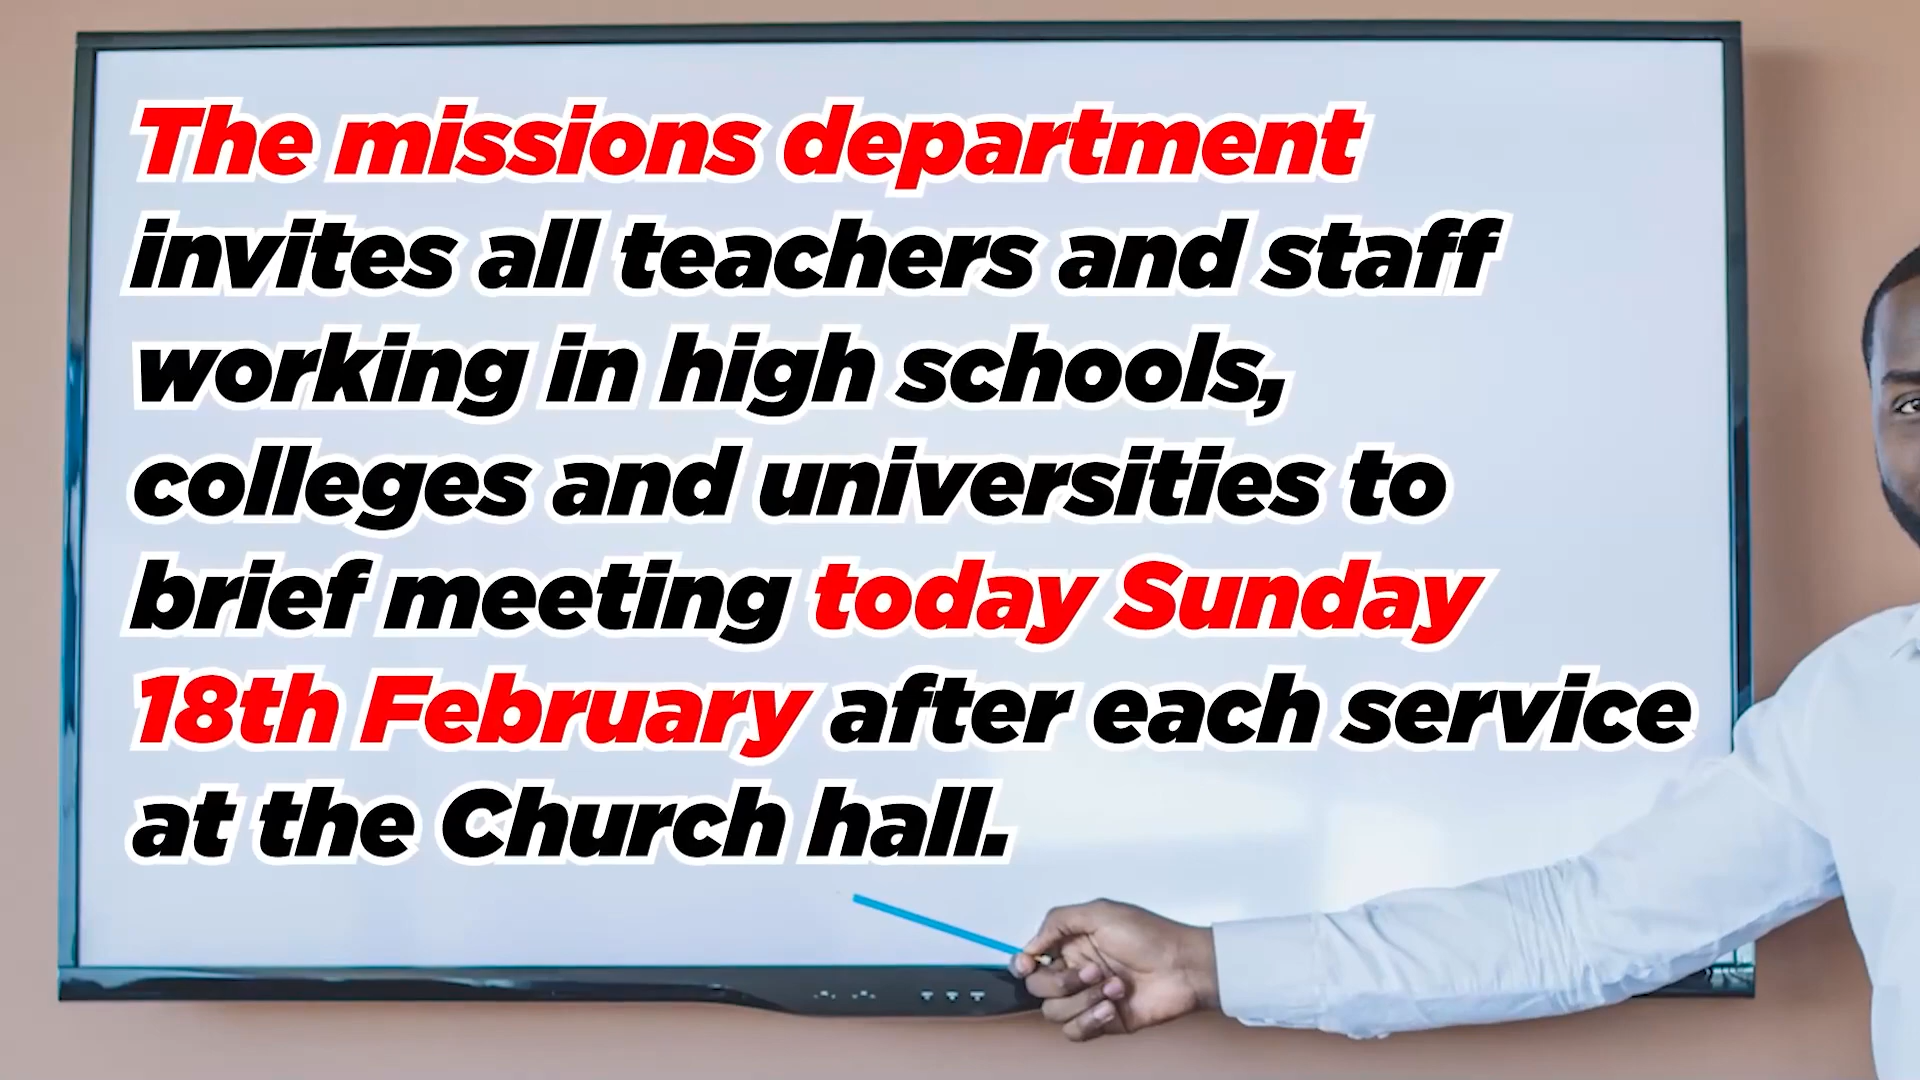 The missions department
invites all teachers and staff
working in high schools,
colleges and universities to
brief meeting today Sunday
18th February after each service
at the Church hall.